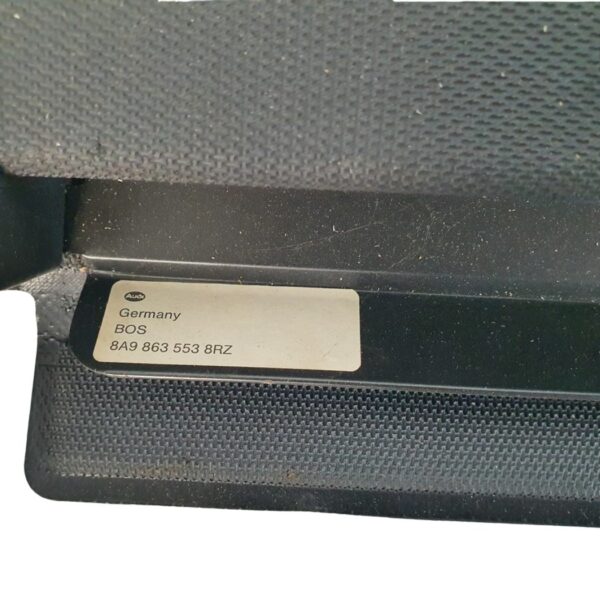 Audi
Germany
BOS
8A9 863 553 8RZ